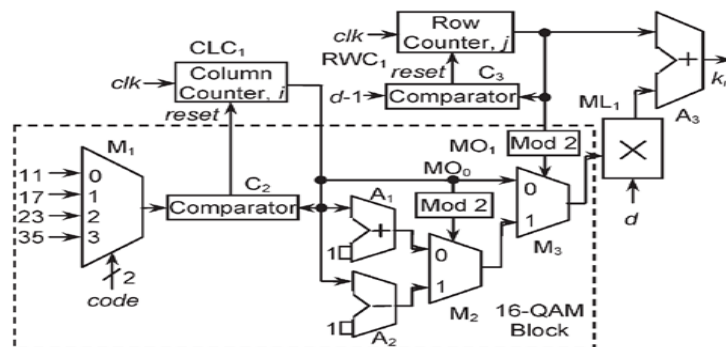 CLC₁
clk
Column
Counter, i
reset
clk
Row
Counter, j
RWC₁
reset
C₃
d-1
Comparator
ML₁
A₃
+
×
d
M₁
11
17
23
35
0
1
2
3
2
code
C₂
Comparator
MO₀
Mod 2
MO₁
Mod 2
A₁
+
1
A₂
−
1
0
1
M₂
0
1
M₃
16-QAM
Block